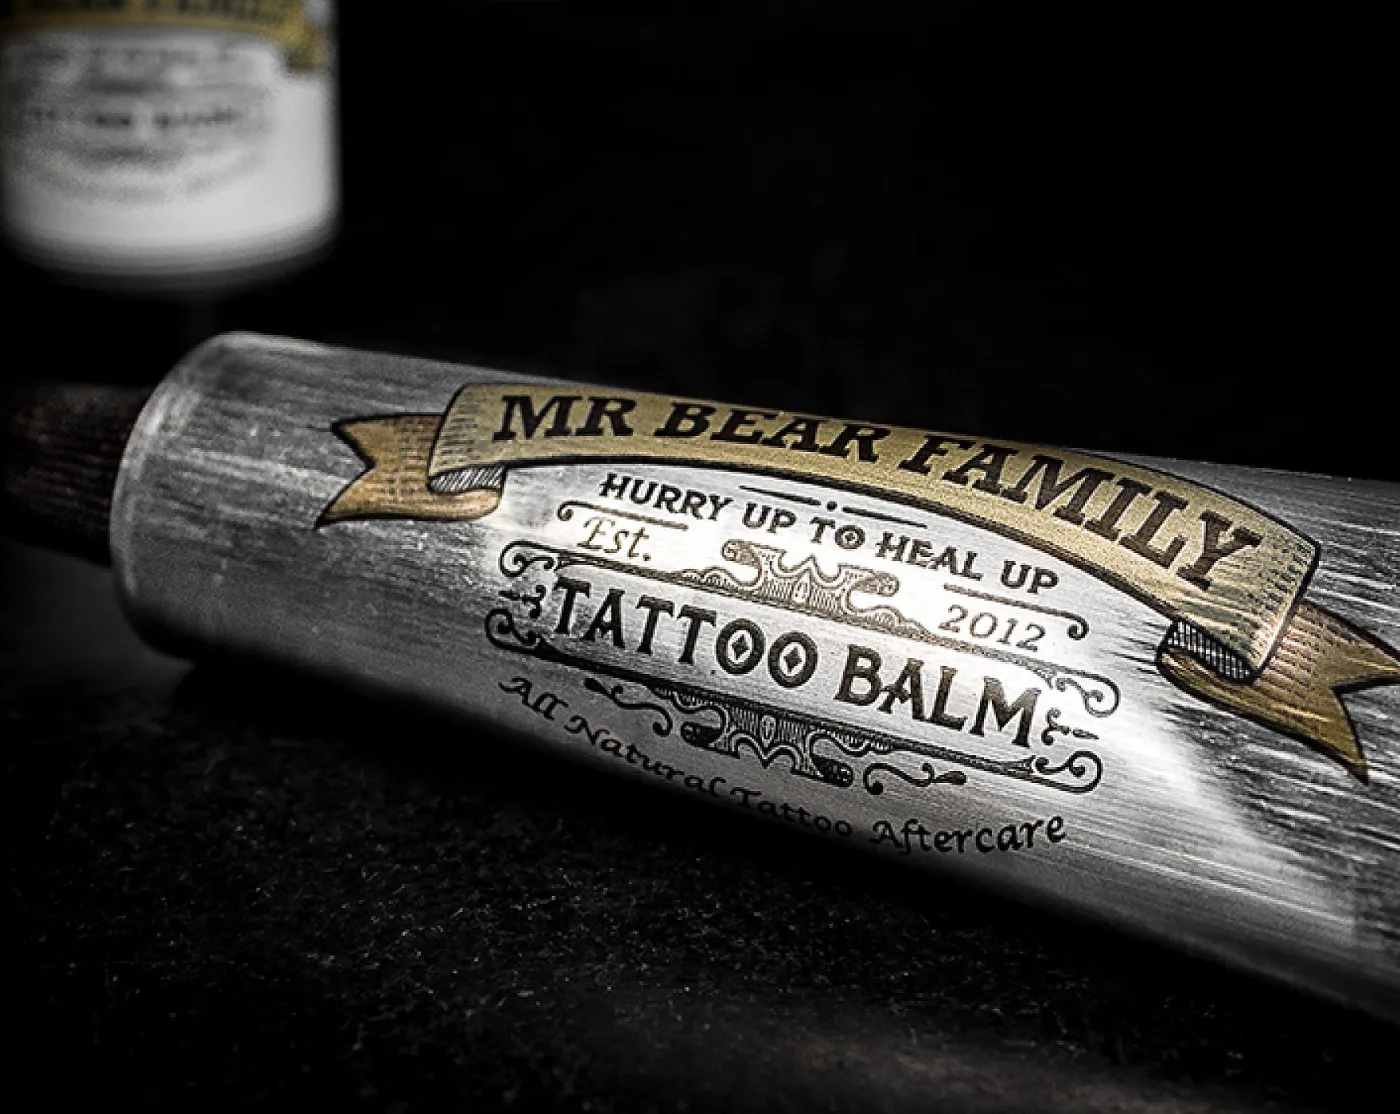 MR BEAR FAMILY
HURRY UP TO HEAL UP
Est. 2012
TATTOO BALM
All Natural Tattoo Aftercare